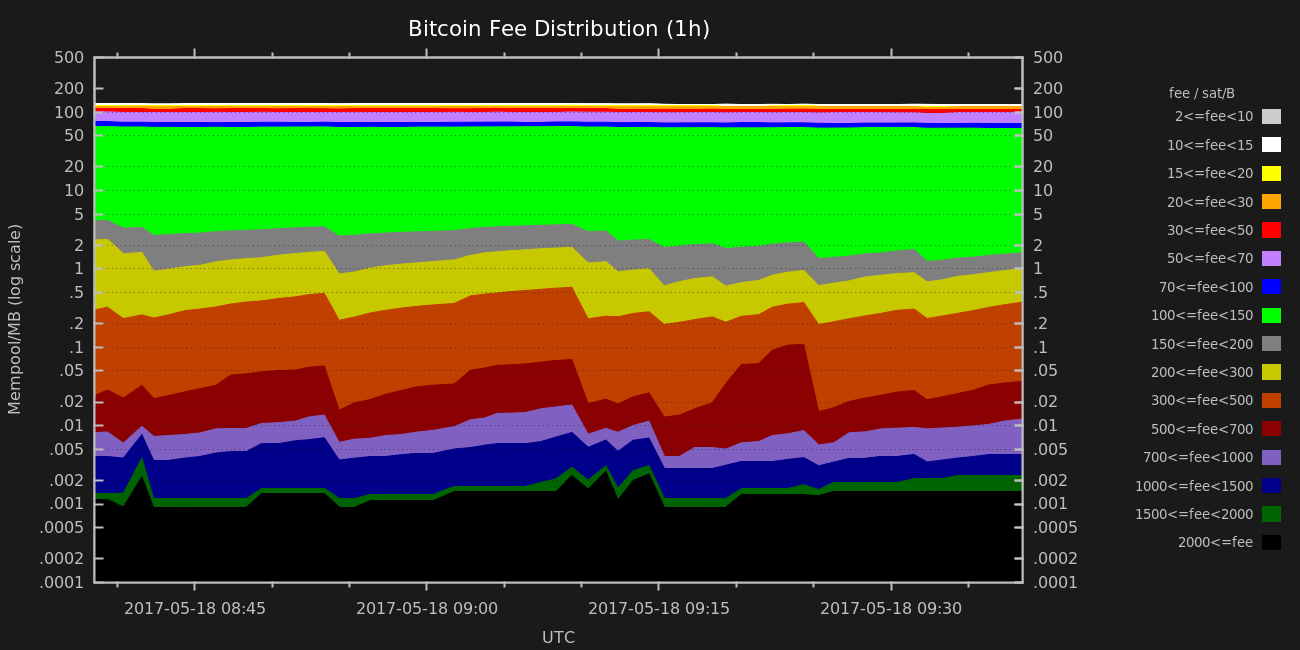 Bitcoin Fee Distribution (1h)
500
200
100
50
20
10
5
2
1
.5
.2
.1
.05
.02
.01
.005
.002
.001
.0005
.0002
.0001
Mempool/MB (log scale)
500
200
100
50
20
10
5
2
1
.5
.2
.1
.05
.02
.01
.005
.002
.001
.0005
.0002
.0001
2017-05-18 08:45
2017-05-18 09:00
2017-05-18 09:15
2017-05-18 09:30
UTC
fee / sat/B
2<=fee<10
10<=fee<15
15<=fee<20
20<=fee<30
30<=fee<50
50<=fee<70
70<=fee<100
100<=fee<150
150<=fee<200
200<=fee<300
300<=fee<500
500<=fee<700
700<=fee<1000
1000<=fee<1500
1500<=fee<2000
2000<=fee